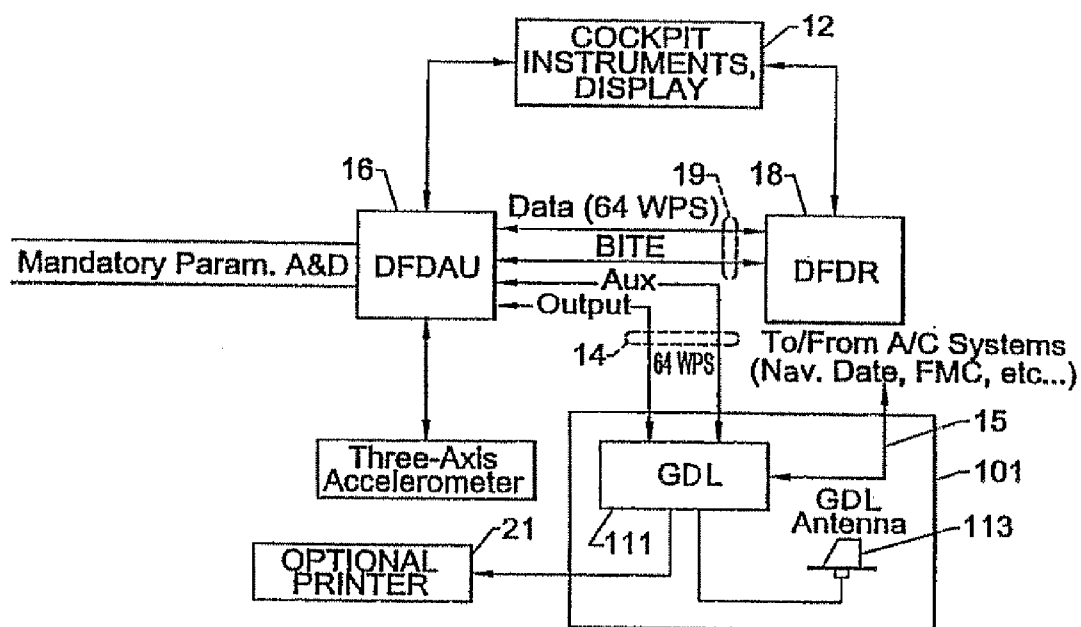 12
COCKPIT
INSTRUMENTS,
DISPLAY
16
19
18
Data (64 WPS)
Mandatory Param. A&D
DFDAU
BITE
DFDR
Aux
Output
14
64 WPS
To/From A/C Systems
(Nav. Date, FMC, etc...)
15
Three-Axis
Accelerometer
GDL
101
GDL
Antenna
113
111
21
OPTIONAL
PRINTER